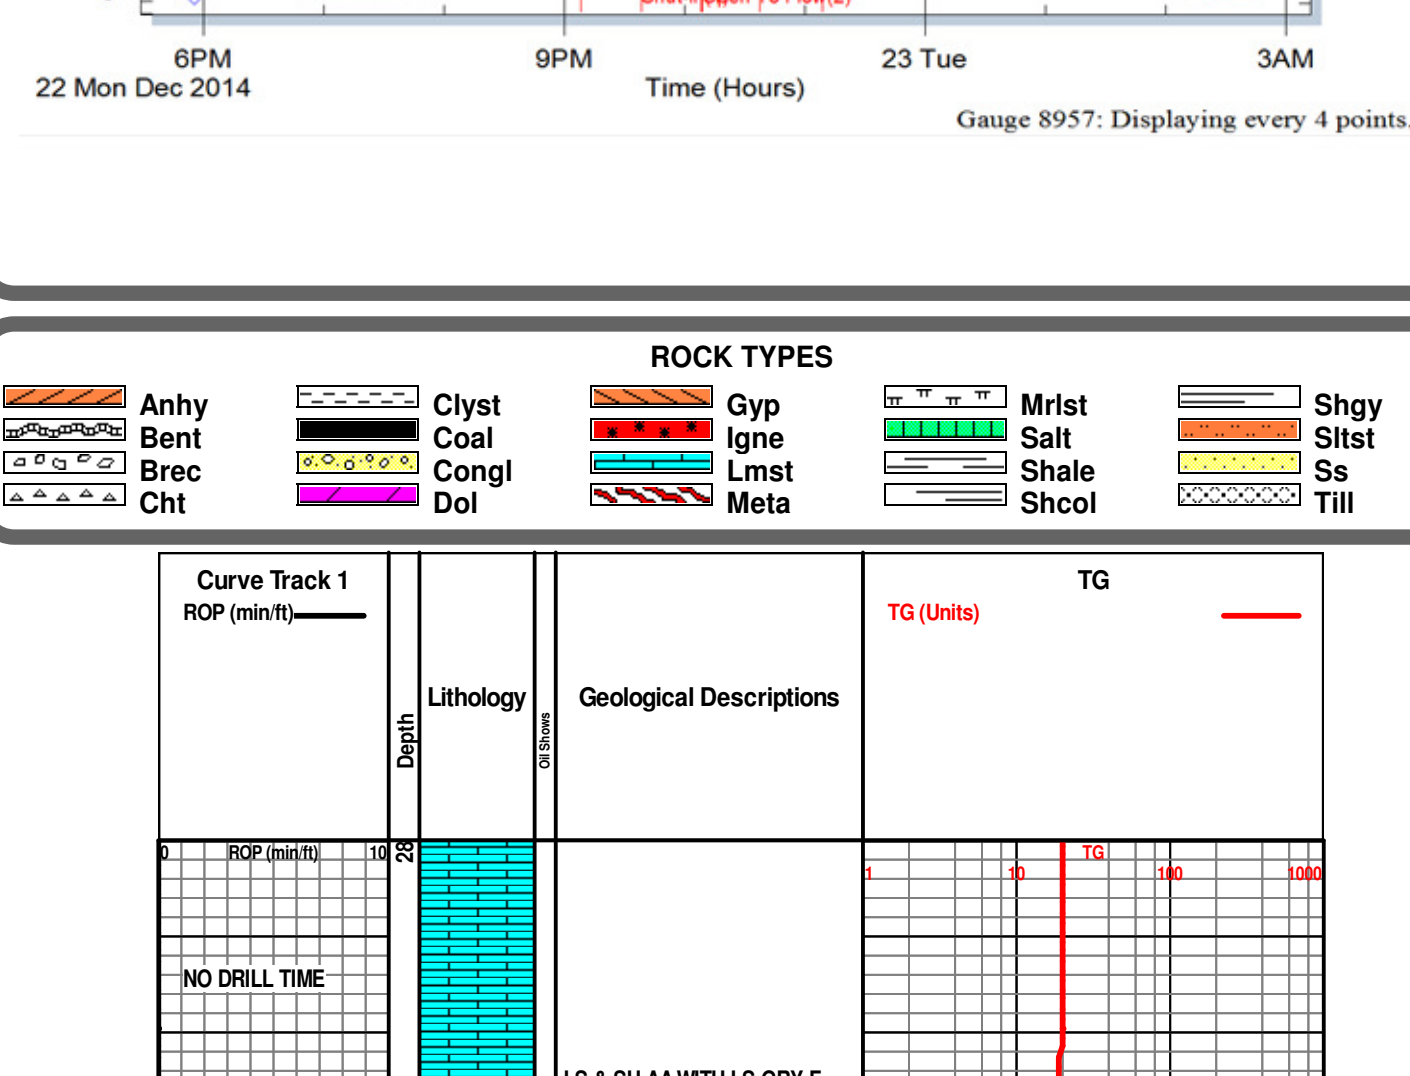 6PM 9PM 23 Tue 3AM
22 Mon Dec 2014 Time (Hours)
Gauge 8957: Displaying every 4 points.
ROCK TYPES
Anhy Clyst Gyp Mrlst Shgy
Bent Coal Igne Salt Sltst
Brec Congl Lmst Shale Ss
Cht Dol Meta Shcol Till
Curve Track 1 TG
ROP (min/ft) TG (Units)
Depth
Lithology
Oil Shows
Geological Descriptions
0 ROP (min/ft) 10 28 TG
1 10 100 1000
NO DRILL TIME